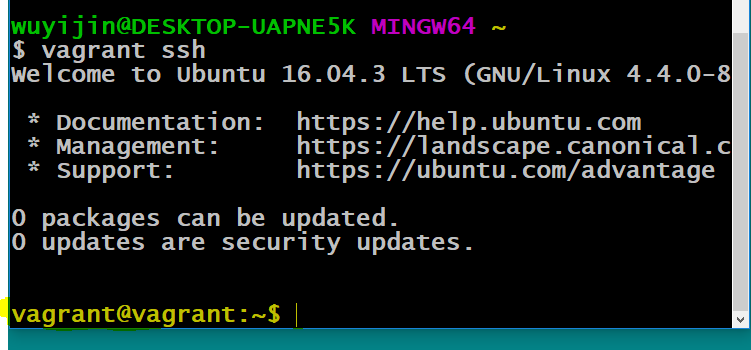 wuyijin@DESKTOP-UAPNE5K MINGW64 ~
$ vagrant ssh
Welcome to Ubuntu 16.04.3 LTS (GNU/Linux 4.4.0-8
* Documentation: https://help.ubuntu.com
* Management: https://landscape.canonical.c
* Support: https://ubuntu.com/advantage
0 packages can be updated.
0 updates are security updates.
vagrant@vagrant:~$